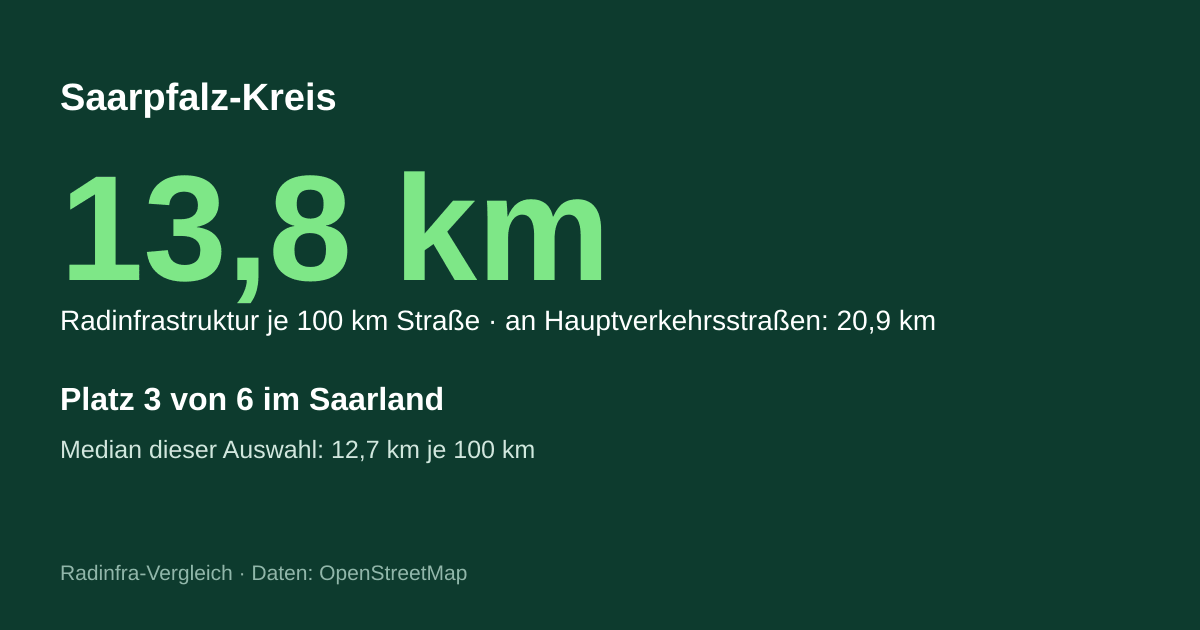 Saarpfalz-Kreis
13,8 km
Radinfrastruktur je 100 km Straße · an Hauptverkehrsstraßen: 20,9 km
Platz 3 von 6 im Saarland
Median dieser Auswahl: 12,7 km je 100 km
Radinfra-Vergleich · Daten: OpenStreetMap